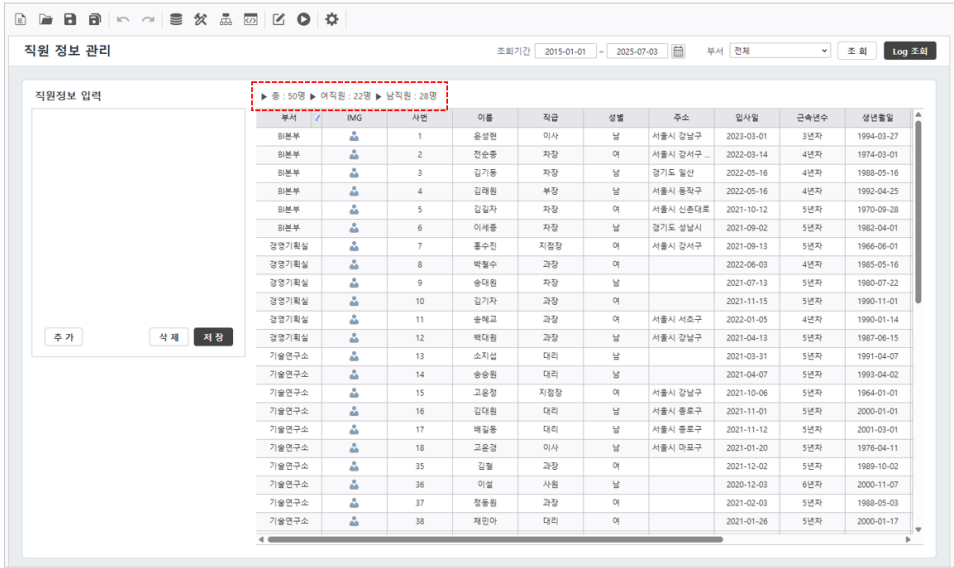 직원 정보 관리
조회기간 2015-01-01 ~ 2025-07-03 부서 전체 조 회 Log 조회
직원정보 입력
▶ 총 : 50명 ▶ 여직원 : 22명 ▶ 남직원 : 28명
부서 IMG 사번 이름 직급 성별 주소 입사일 근속년수 생년월일
BI본부 1 윤성현 이사 남 서울시 강남구 2023-03-01 3년차 1994-03-27
BI본부 2 전순종 차장 여 서울시 강서구 ... 2022-03-14 4년차 1974-03-01
BI본부 3 김기동 차장 남 경기도 일산 2022-05-16 4년차 1988-05-16
BI본부 4 김래원 부장 남 서울시 동작구 2022-05-16 4년차 1992-04-25
BI본부 5 김길자 차장 여 서울시 신촌대로 2021-10-12 5년차 1970-09-28
BI본부 6 이세종 차장 남 경기도 성남시 2021-09-02 5년차 1982-04-01
경영기획실 7 홍수진 지점장 여 서울시 강서구 2021-09-13 5년차 1966-06-01
경영기획실 8 박철수 과장 여 2022-06-03 4년차 1985-05-16
경영기획실 9 송대원 차장 남 2021-07-13 5년차 1980-07-22
경영기획실 10 김기자 과장 여 2021-11-15 5년차 1990-11-01
경영기획실 11 송혜교 과장 여 서울시 서초구 2022-01-05 4년차 1990-01-14
경영기획실 12 백대원 과장 남 서울시 강남구 2021-04-13 5년차 1987-06-15
기술연구소 13 소지섭 대리 남 2021-03-31 5년차 1991-04-07
기술연구소 14 송승원 대리 남 2021-04-07 5년차 1993-04-02
기술연구소 15 고윤정 지점장 여 서울시 강남구 2021-10-06 5년차 1964-01-01
기술연구소 16 김대원 대리 남 서울시 종로구 2021-11-01 5년차 2000-01-01
기술연구소 17 배길동 대리 남 서울시 종로구 2021-11-12 5년차 2001-03-01
기술연구소 18 고윤경 이사 남 서울시 마포구 2021-01-20 5년차 1976-04-11
기술연구소 35 김철 과장 여 2021-12-02 5년차 1989-10-02
기술연구소 36 이설 사원 남 2020-12-03 6년차 2000-11-07
기술연구소 37 정동원 과장 여 2021-02-03 5년차 1988-05-03
기술연구소 38 채민아 대리 여 2021-01-26 5년차 2000-01-17
추 가 삭 제 저 장